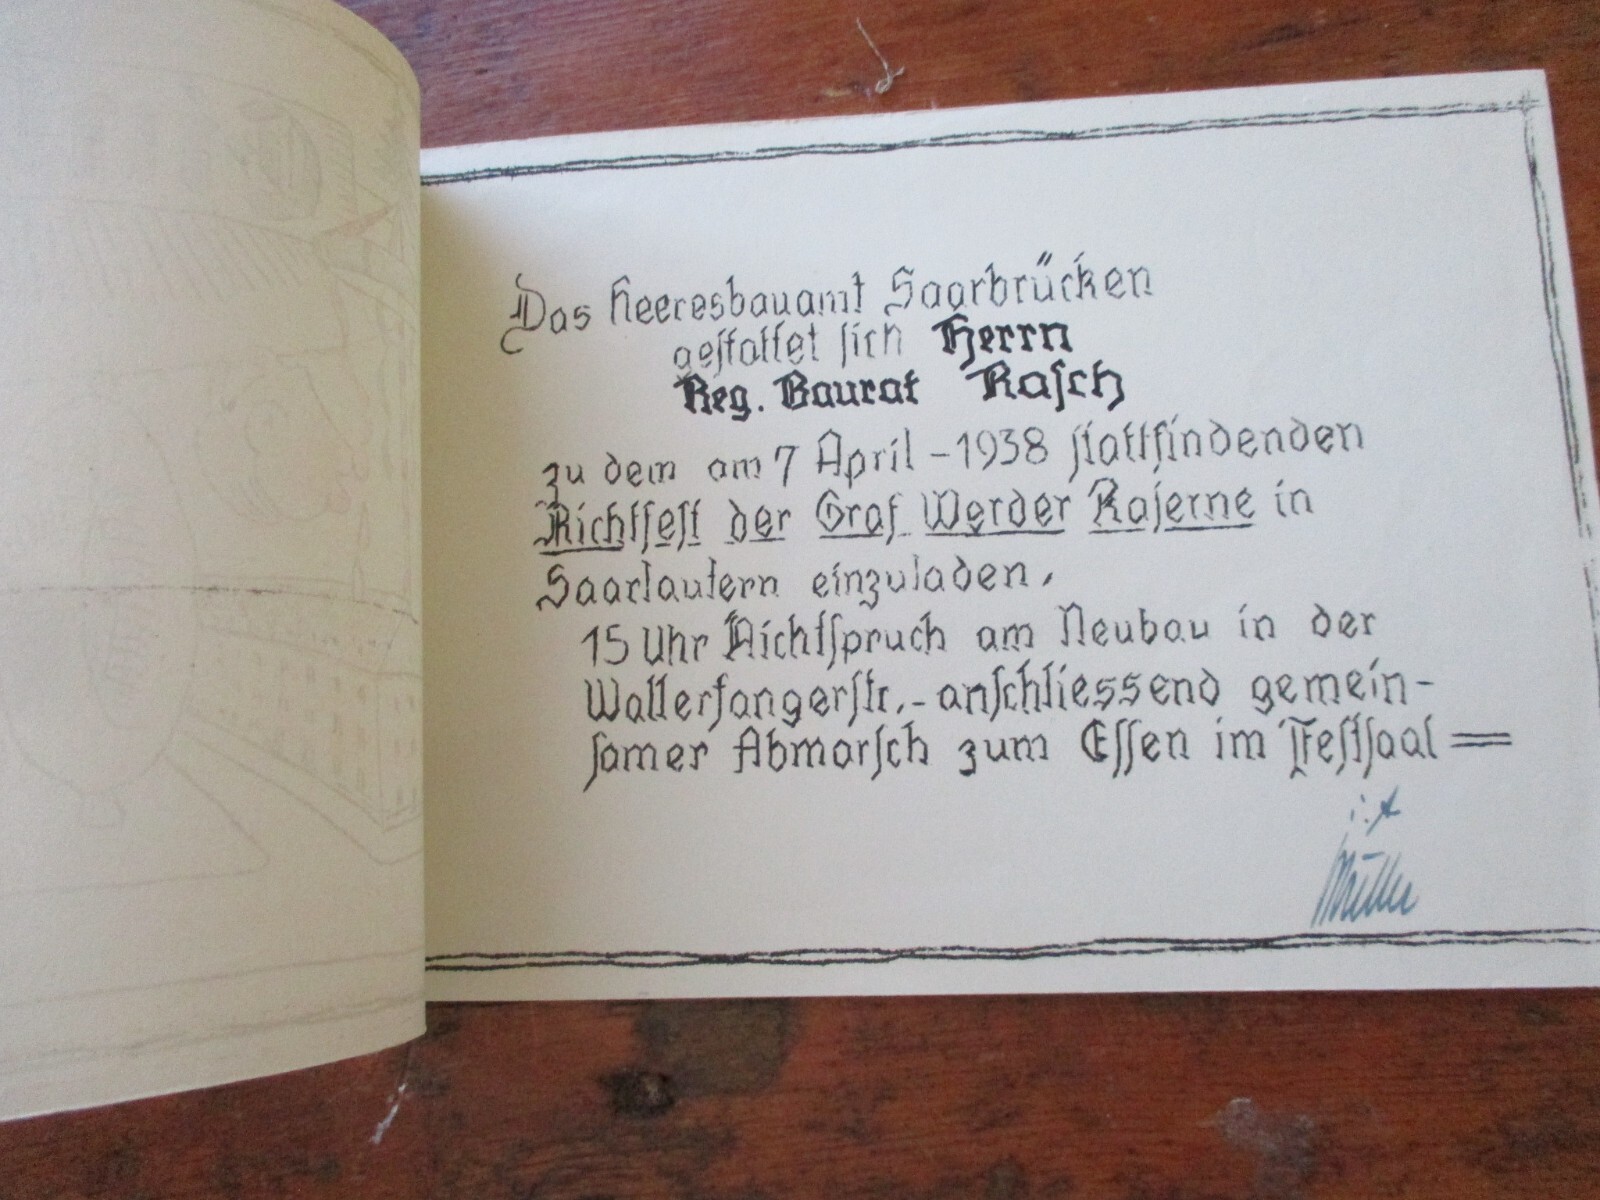 Das Heeresbauamt Saarbrücken
gestattet sich Herrn
Reg. Baurat Rasch
zu dem am 7 April - 1938 stattfindenden
Richtfest der Graf Werder Kaserne in
Saarlautern einzuladen.
15 Uhr Richtspruch am Neubau in der
Wallerfangerstr. - anschliessend gemein-
samer Abmarsch zum Essen im Festsaal =
i. A
Müller